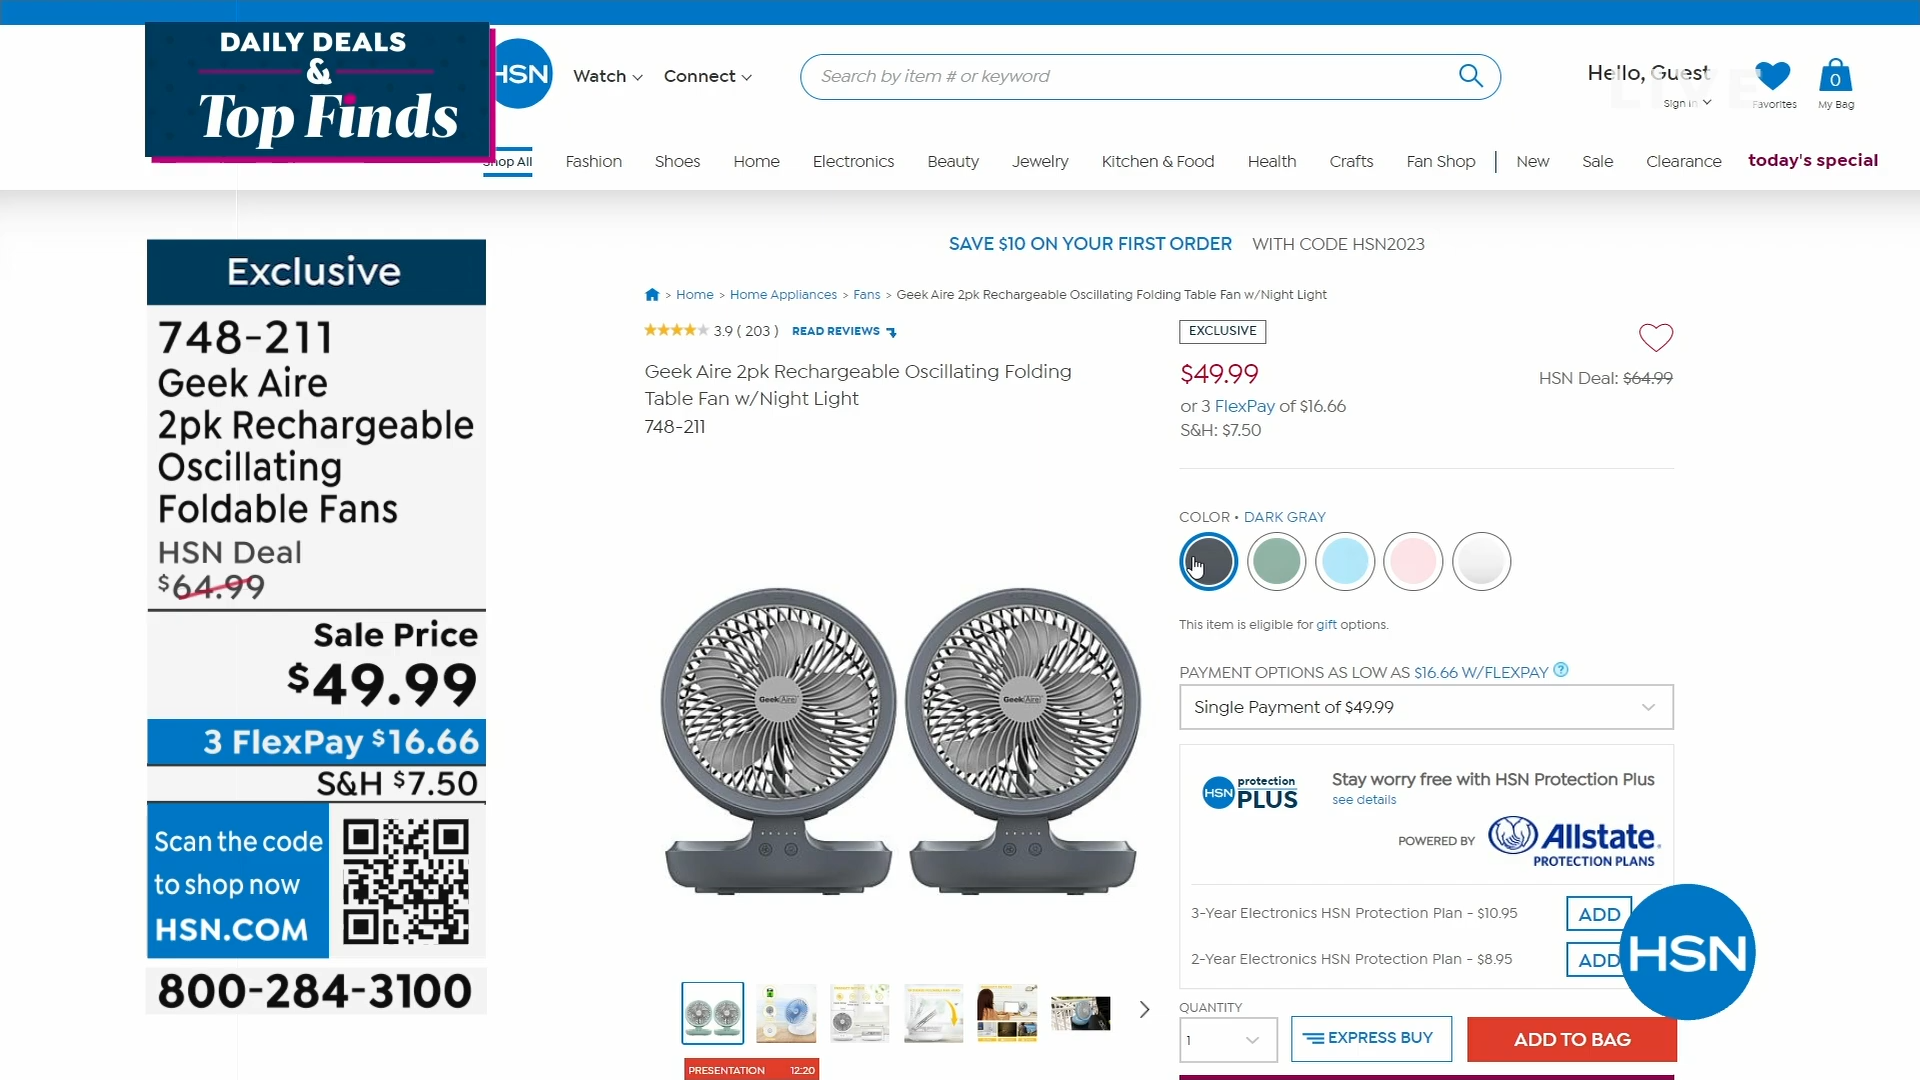 DAILY DEALS
&
Top Finds
HSN
Watch
Connect
Search by item # or keyword
Hello, Guest
Sign in
LIVE
Favorites
0
My Bag
Shop All
Fashion
Shoes
Home
Electronics
Beauty
Jewelry
Kitchen & Food
Health
Crafts
Fan Shop
New
Sale
Clearance
today's special
SAVE $10 ON YOUR FIRST ORDER WITH CODE HSN2023
Exclusive
748-211
Geek Aire
2pk Rechargeable
Oscillating
Foldable Fans
HSN Deal
$64.99
Sale Price
$49.99
3 FlexPay $16.66
S&H $7.50
Scan the code
to shop now
HSN.COM
800-284-3100
> Home > Home Appliances > Fans > Geek Aire 2pk Rechargeable Oscillating Folding Table Fan w/Night Light
3.9 ( 203 ) READ REVIEWS
Geek Aire 2pk Rechargeable Oscillating Folding
Table Fan w/Night Light
748-211
GeekAire
GeekAire
PRESENTATION 12:20
EXCLUSIVE
$49.99
HSN Deal: $64.99
or 3 FlexPay of $16.66
S&H: $7.50
COLOR • DARK GRAY
This item is eligible for gift options.
PAYMENT OPTIONS AS LOW AS $16.66 W/FLEXPAY ?
Single Payment of $49.99
HSN protection PLUS
Stay worry free with HSN Protection Plus
see details
POWERED BY Allstate.
PROTECTION PLANS
3-Year Electronics HSN Protection Plan - $10.95 ADD
2-Year Electronics HSN Protection Plan - $8.95 ADD
HSN
QUANTITY
1
EXPRESS BUY
ADD TO BAG